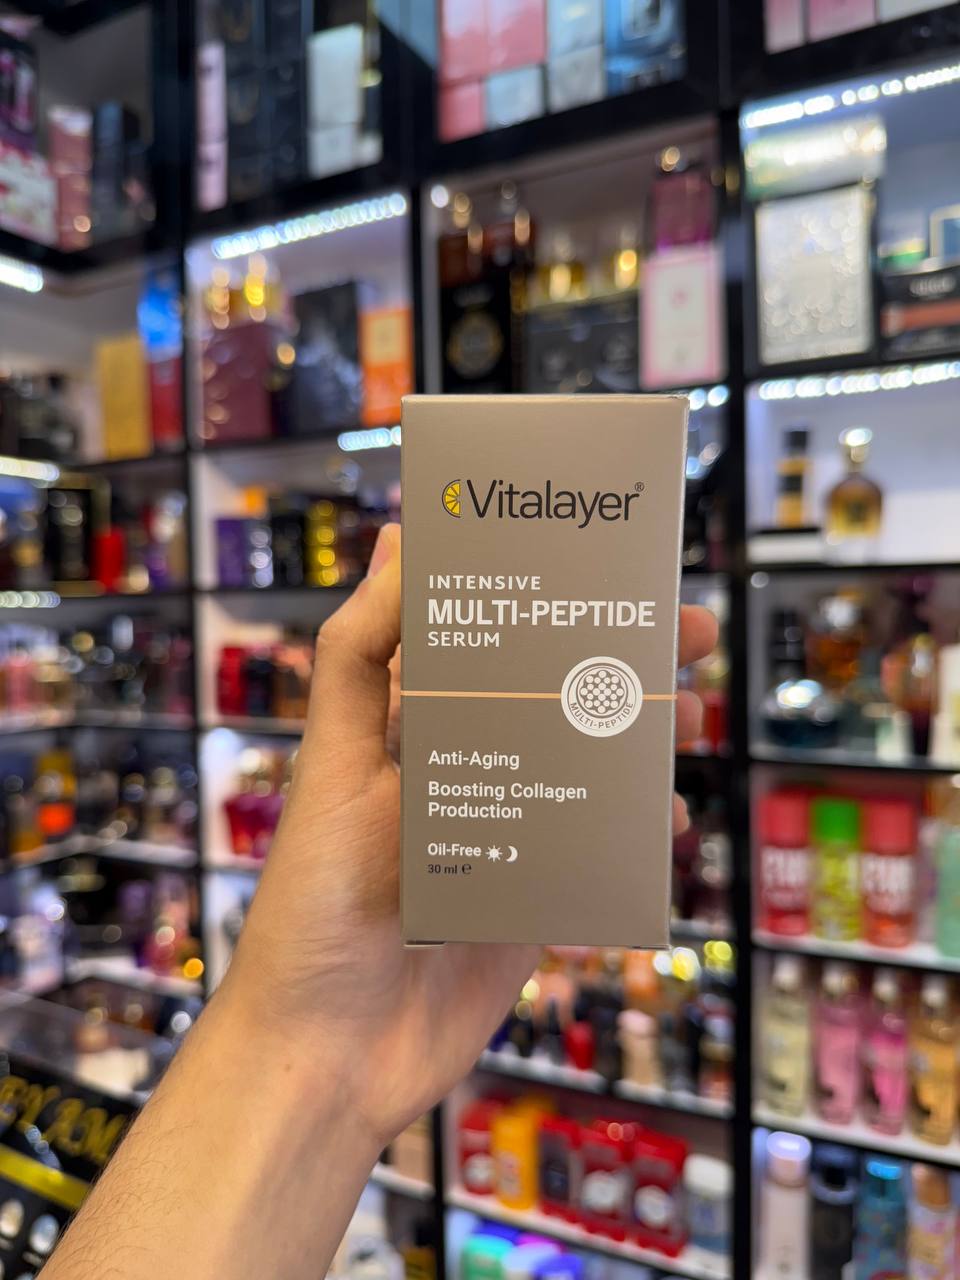 Vitalayer®
INTENSIVE
MULTI-PEPTIDE
SERUM
MULTI-PEPTIDE
Anti-Aging
Boosting Collagen
Production
Oil-Free
30 ml ℮